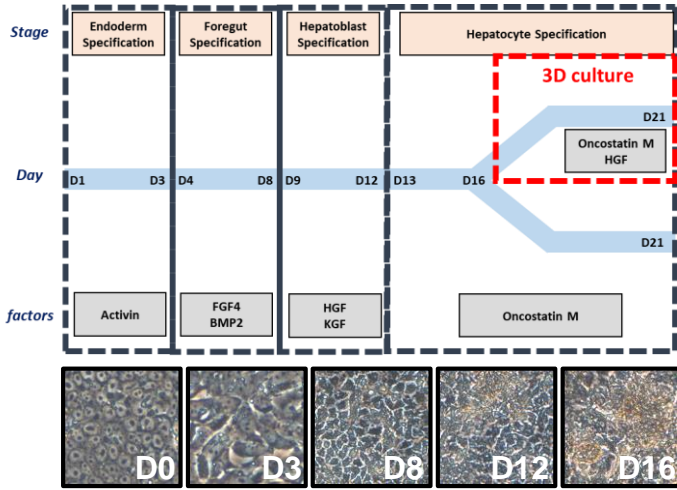 Stage
Endoderm
Specification
Foregut
Specification
Hepatoblast
Specification
Hepatocyte Specification
3D culture
D21
Oncostatin M
HGF
Day
D1
D3
D4
D8
D9
D12
D13
D16
D21
factors
Activin
FGF4
BMP2
HGF
KGF
Oncostatin M
D0
D3
D8
D12
D16